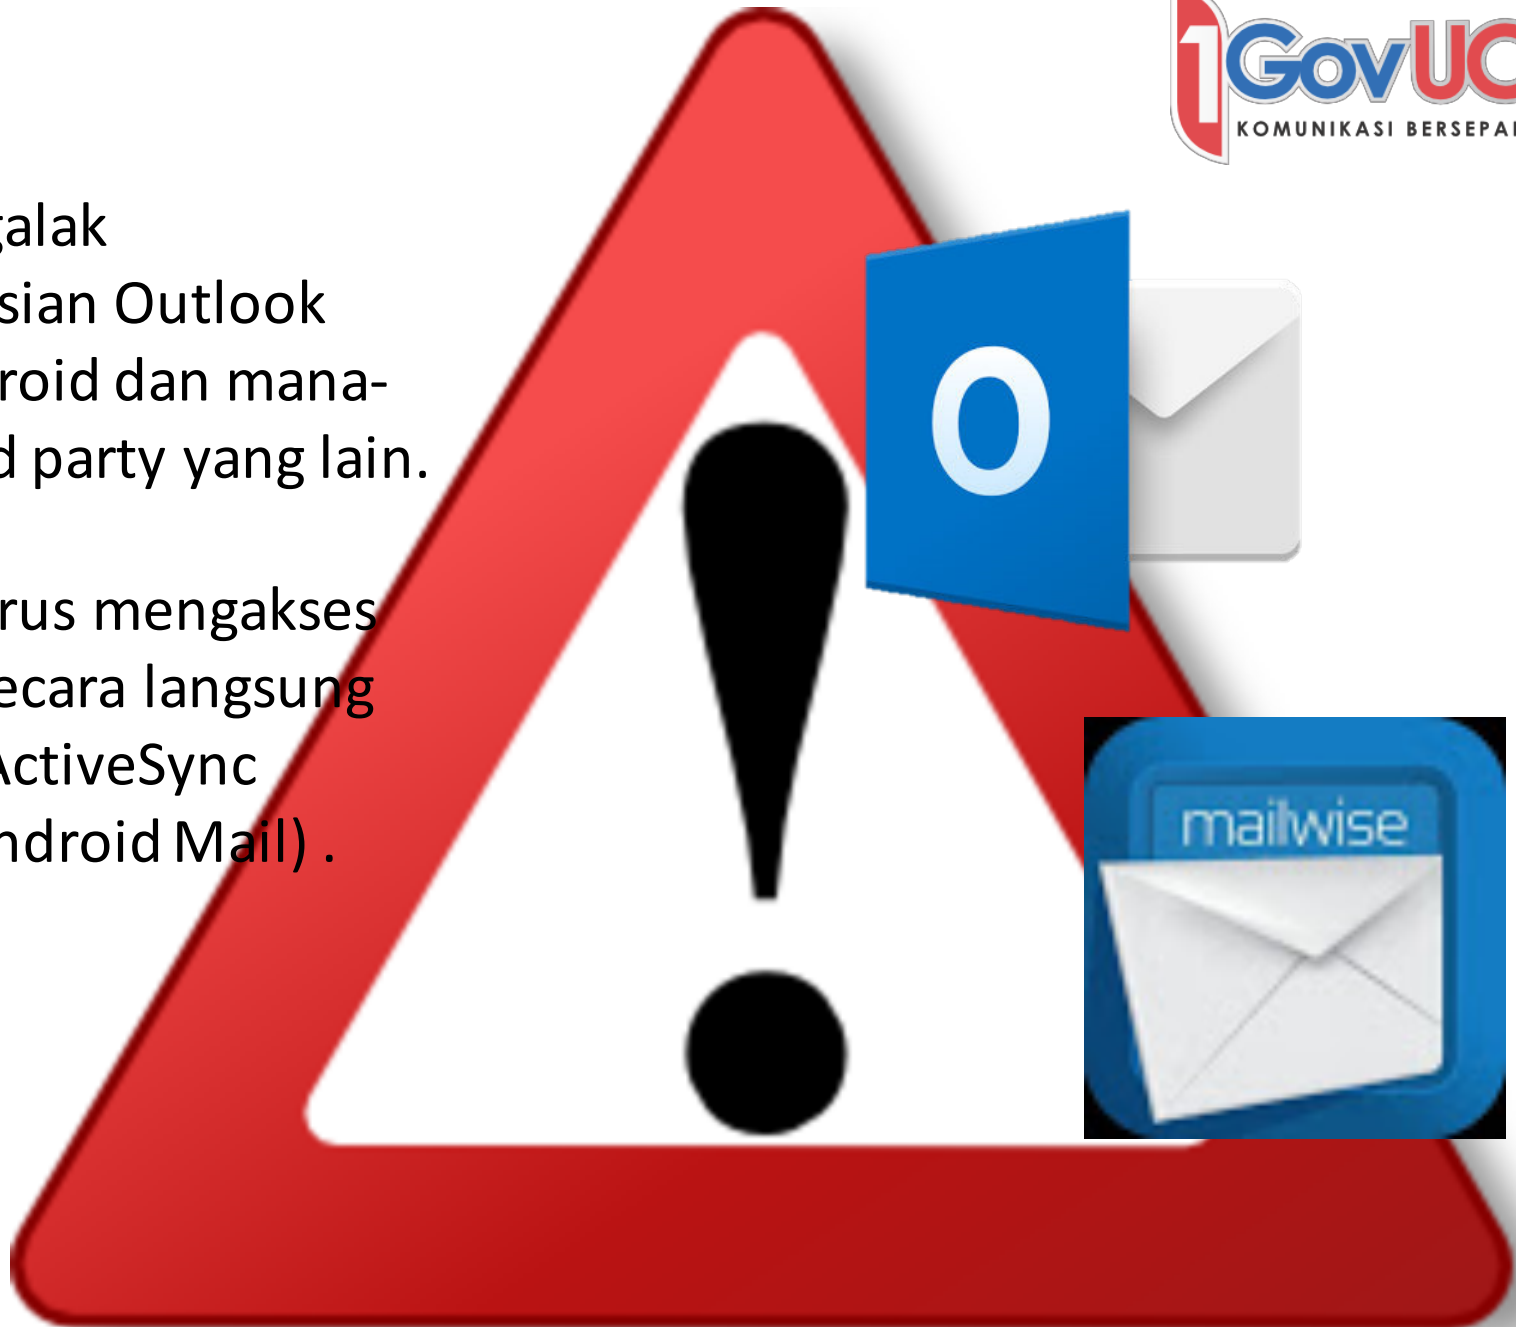 1GovUC
KOMUNIKASI BERSEPA
galak
sian Outlook
roid dan mana-
d party yang lain.
O
rus mengakses
ecara langsung
ActiveSync
ndroid Mail) .
mailwise